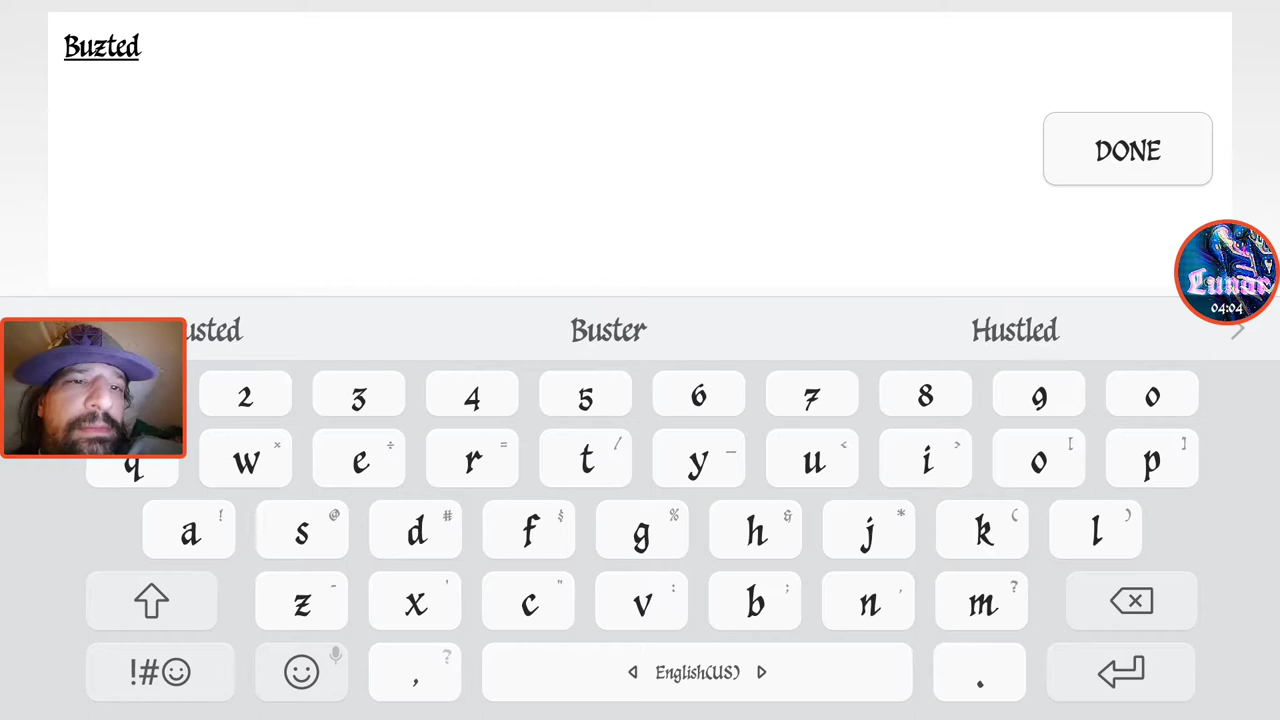 Buzted
DONE
Lunar
04:04
usted Buster Hustled
2 3 4 5 6 7 8 9 0
q w × e ÷ r = t / y _ u < i > o [ p ]
a ! s @ d # f $ g % h & j * k ( l )
z - x ' c " v : b ; n , m ?
!#☺ , ? English(US) .